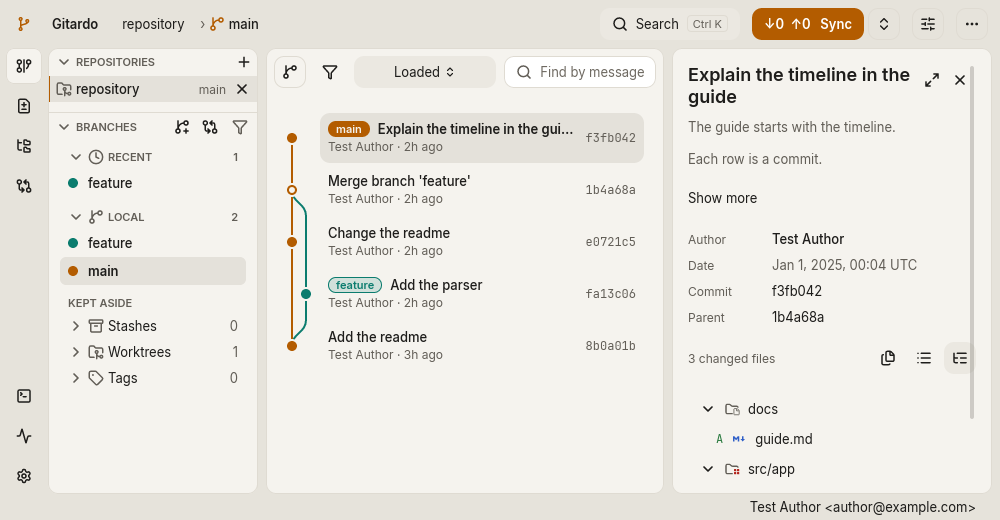 Gitardo
repository
main
Search
Ctrl K
↓0 ↑0 Sync
REPOSITORIES
repository
main
BRANCHES
RECENT
1
feature
LOCAL
2
feature
main
KEPT ASIDE
Stashes
0
Worktrees
1
Tags
0
Loaded
Find by message
main Explain the timeline in the gui…
Test Author · 2h ago
f3fb042
Merge branch 'feature'
Test Author · 2h ago
1b4a68a
Change the readme
Test Author · 2h ago
e0721c5
feature Add the parser
Test Author · 2h ago
fa13c06
Add the readme
Test Author · 3h ago
8b0a01b
Explain the timeline in the
guide
The guide starts with the timeline.
Each row is a commit.
Show more
Author Test Author
Date Jan 1, 2025, 00:04 UTC
Commit f3fb042
Parent 1b4a68a
3 changed files
docs
A M↓ guide.md
src/app
Test Author <author@example.com>